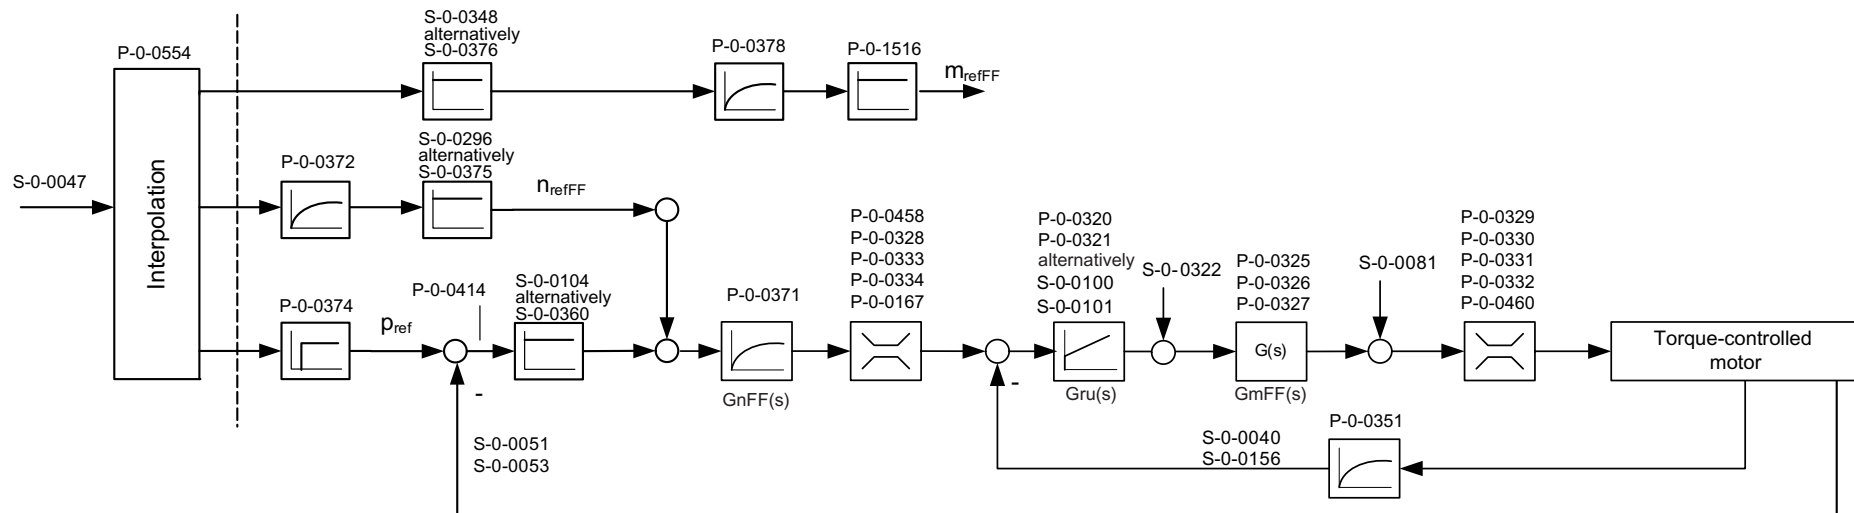 S-0-0047
P-0-0554
Interpolation
S-0-0348
alternatively
S-0-0376
P-0-0378
P-0-1516
mrefFF
P-0-0372
S-0-0296
alternatively
S-0-0375
nrefFF
P-0-0374
pref
P-0-0414
S-0-0104
alternatively
S-0-0360
-
S-0-0051
S-0-0053
P-0-0371
GnFF(s)
P-0-0458
P-0-0328
P-0-0333
P-0-0334
P-0-0167
-
P-0-0320
P-0-0321
alternatively
S-0-0100
S-0-0101
Gru(s)
S-0-0322
P-0-0325
P-0-0326
P-0-0327
G(s)
GmFF(s)
S-0-0081
P-0-0329
P-0-0330
P-0-0331
P-0-0332
P-0-0460
Torque-controlled
motor
P-0-0351
S-0-0040
S-0-0156